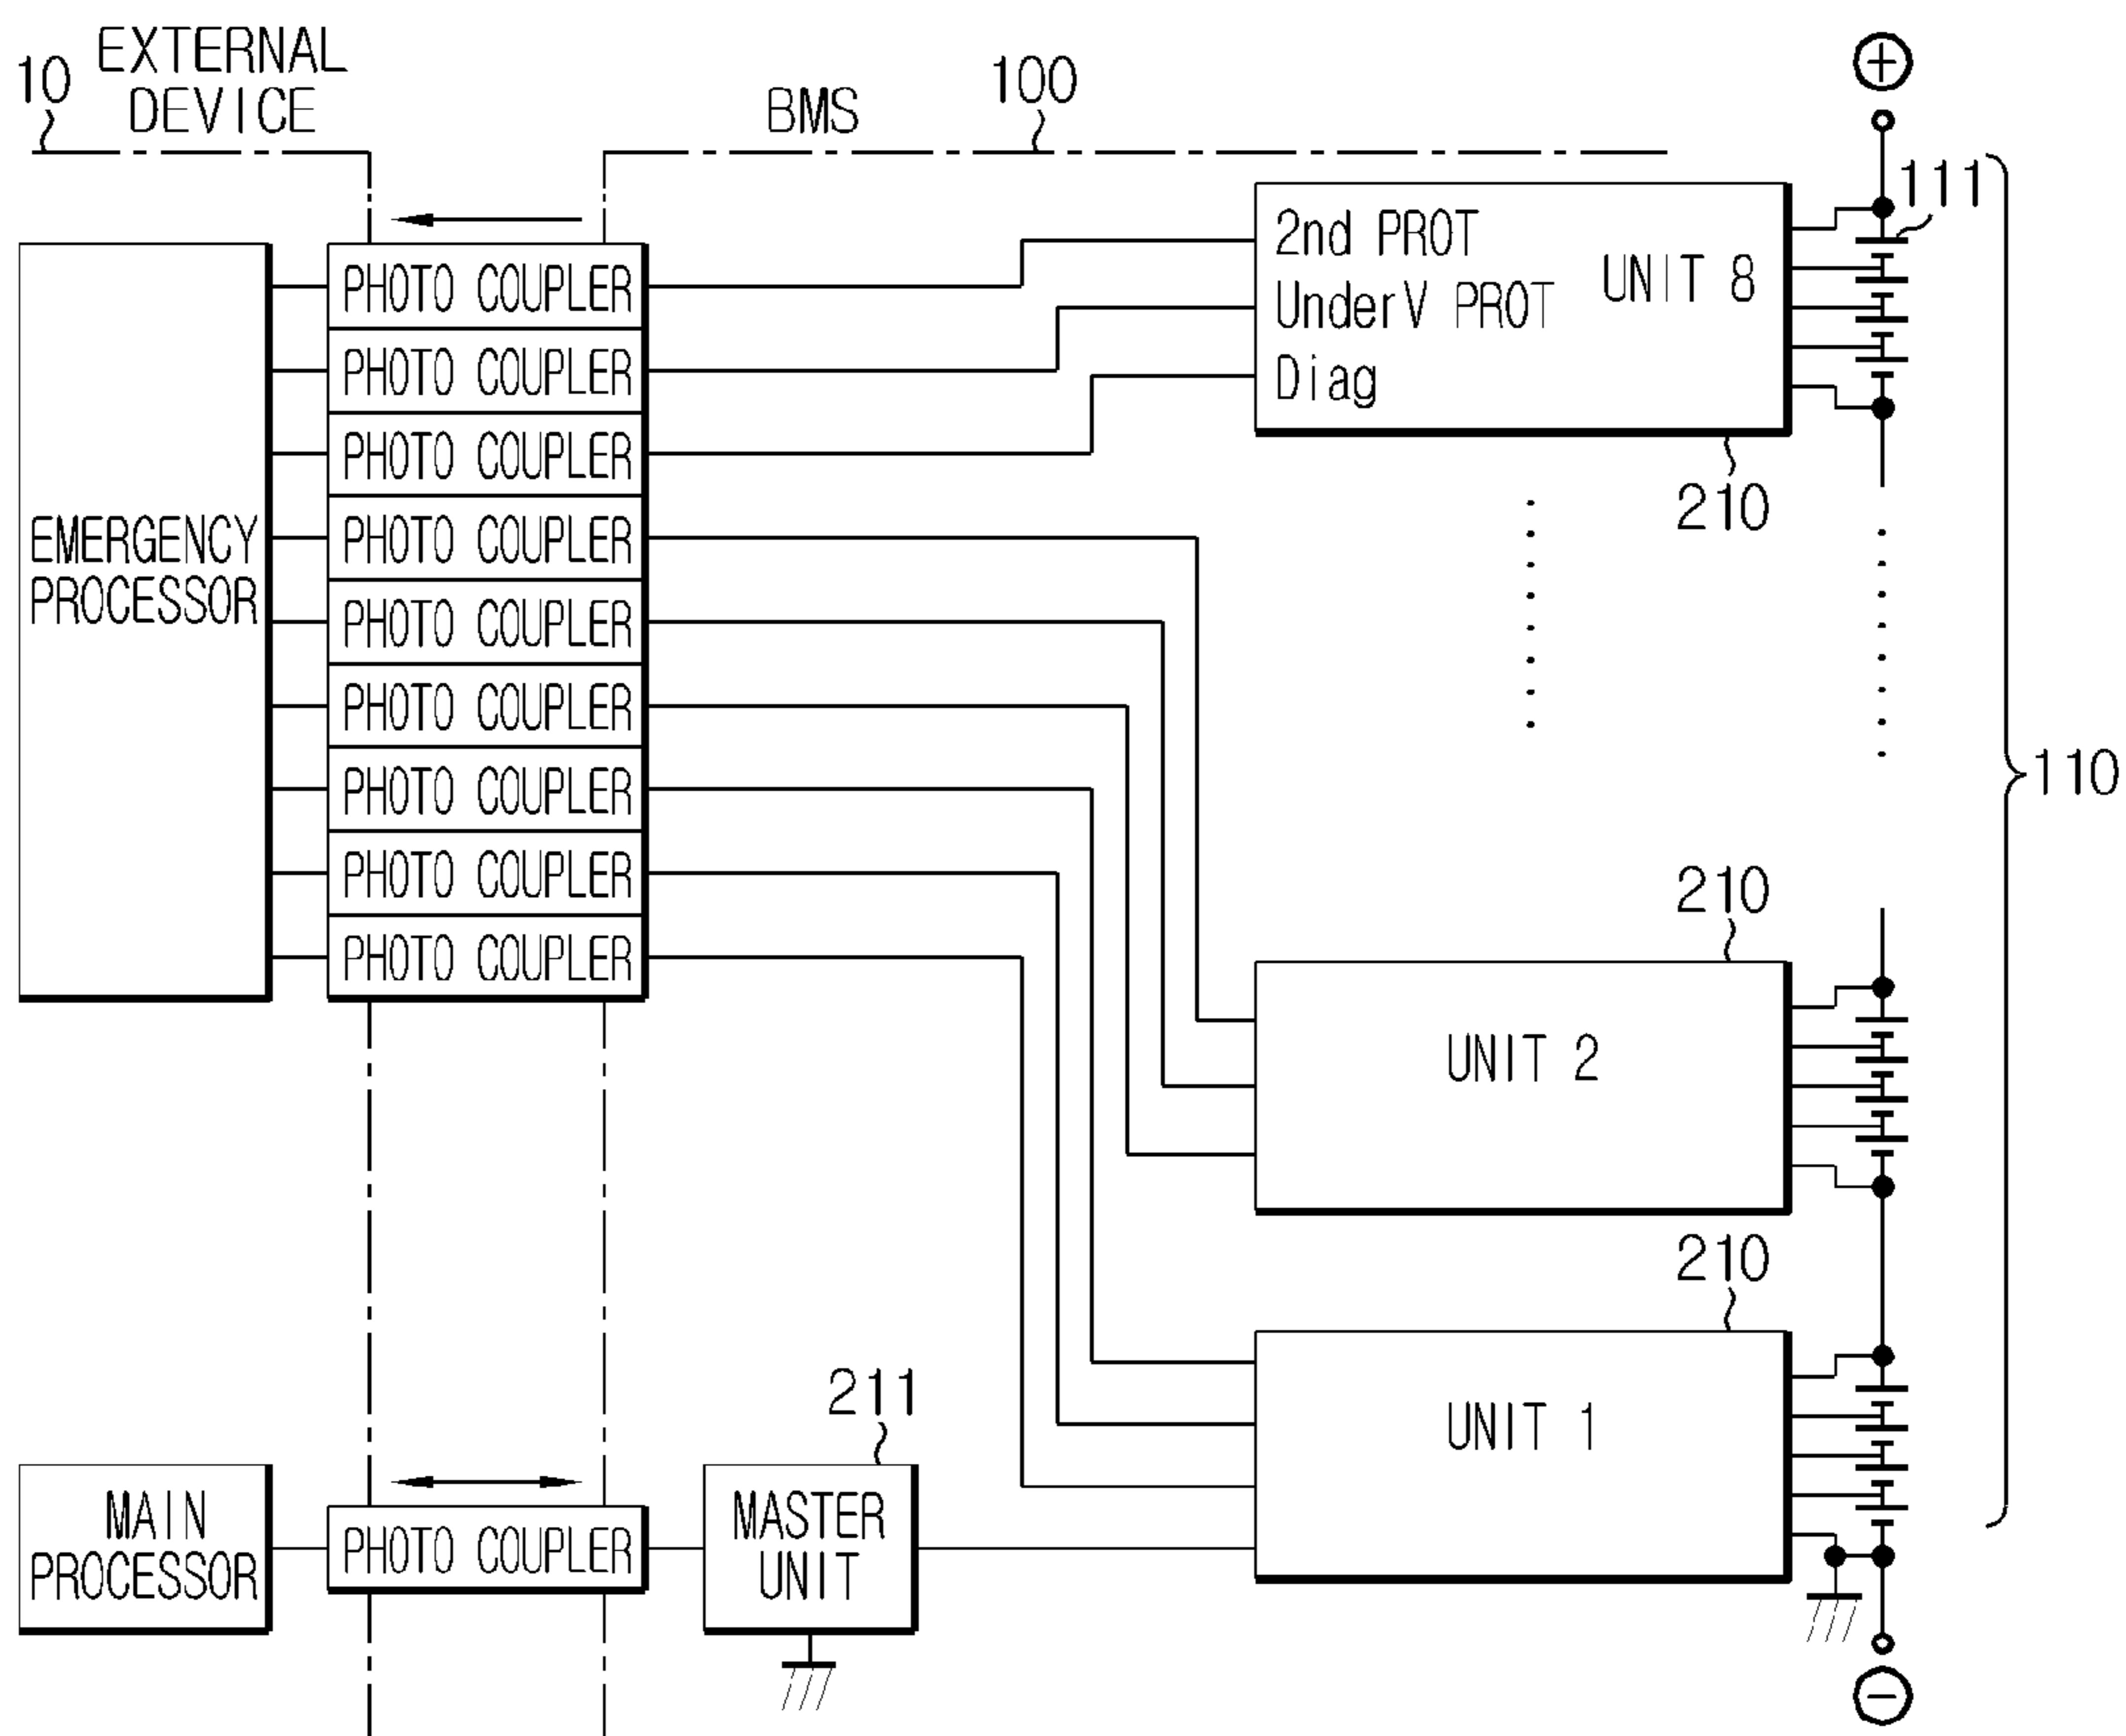 10
EXTERNAL
DEVICE
BMS
100
+
111
2nd PROT
UNIT 8
UnderV PROT
Diag
PHOTO COUPLER
PHOTO COUPLER
PHOTO COUPLER
PHOTO COUPLER
PHOTO COUPLER
PHOTO COUPLER
PHOTO COUPLER
PHOTO COUPLER
PHOTO COUPLER
EMERGENCY
PROCESSOR
210
110
210
UNIT 2
210
UNIT 1
211
MAIN
PROCESSOR
PHOTO COUPLER
MASTER
UNIT
−